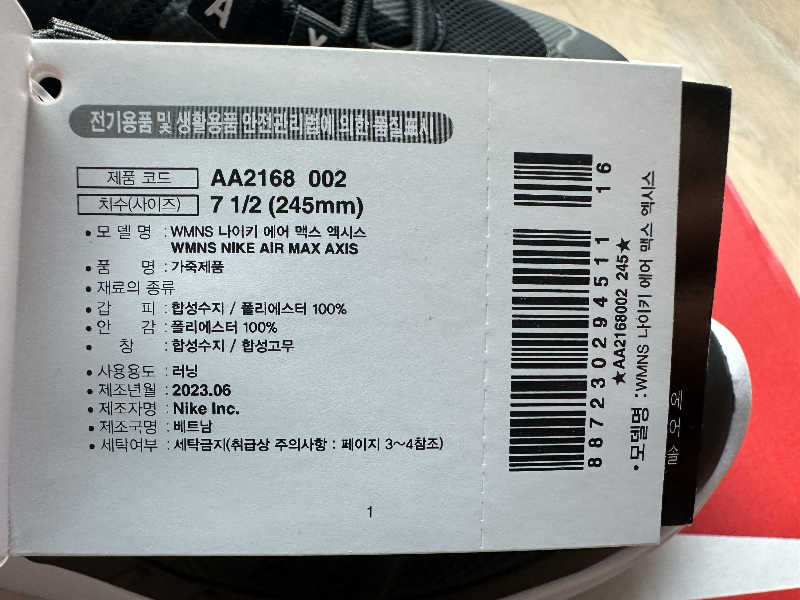 전기용품 및 생활용품 안전관리법에 의한 품질표시
제품 코드 AA2168 002
치수(사이즈) 7 1/2 (245mm)
• 모 델 명 : WMNS 나이키 에어 맥스 엑시스
WMNS NIKE AIR MAX AXIS
• 품 명 : 가죽제품
• 재료의 종류
• 갑 피 : 합성수지 / 폴리에스터 100%
• 안 감 : 폴리에스터 100%
• 창 : 합성수지 / 합성고무
• 사용용도 : 러닝
• 제조년월 : 2023.06
• 제조자명 : Nike Inc.
• 제조국명 : 베트남
• 세탁여부 : 세탁금지(취급상 주의사항 : 페이지 3~4참조)
1
887230294511 16
★AA2168002 245★
• 모델명 : WMNS 나이키 에어 맥스 엑시스
에어 솔
A X